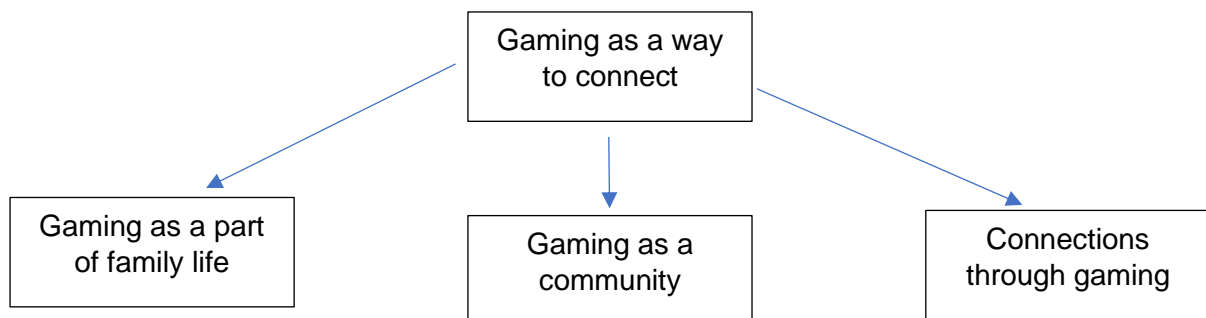 Gaming as a way
to connect
Gaming as a part
of family life
Gaming as a
community
Connections
through gaming